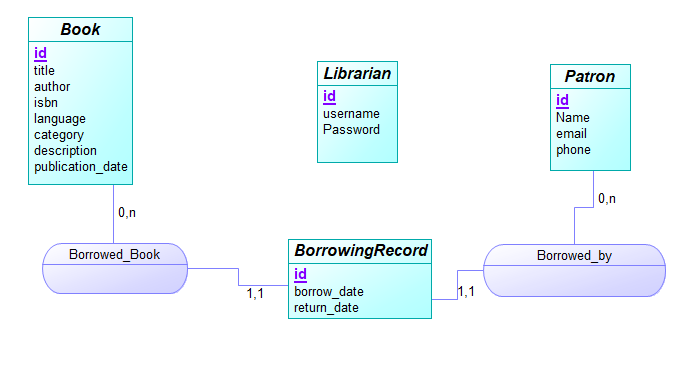 Book
id
title
author
isbn
language
category
description
publication_date
Librarian
id
username
Password
Patron
id
Name
email
phone
0,n
0,n
Borrowed_Book
BorrowingRecord
id
borrow_date
return_date
Borrowed_by
1,1
1,1